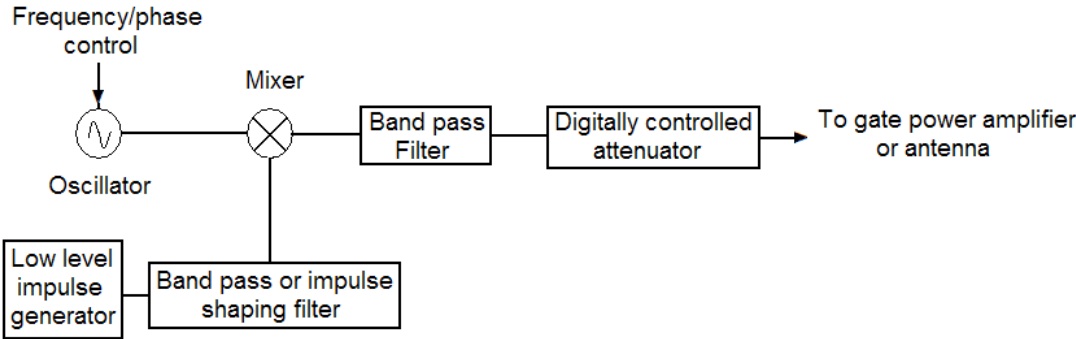 Frequency/phase
control
Mixer
Oscillator
Band pass
Filter
Digitally controlled
attenuator
To gate power amplifier
or antenna
Low level
impulse
generator
Band pass or impulse
shaping filter